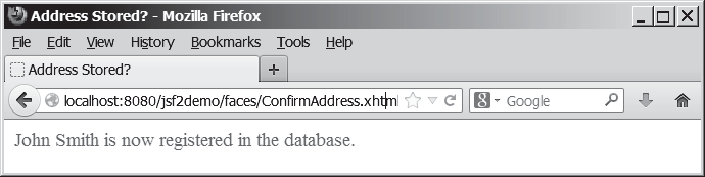 Address Stored? - Mozilla Firefox
File Edit View History Bookmarks Tools Help
Address Stored? +
localhost:8080/jsf2demo/faces/ConfirmAddress.xhtml 8 Google
John Smith is now registered in the database.